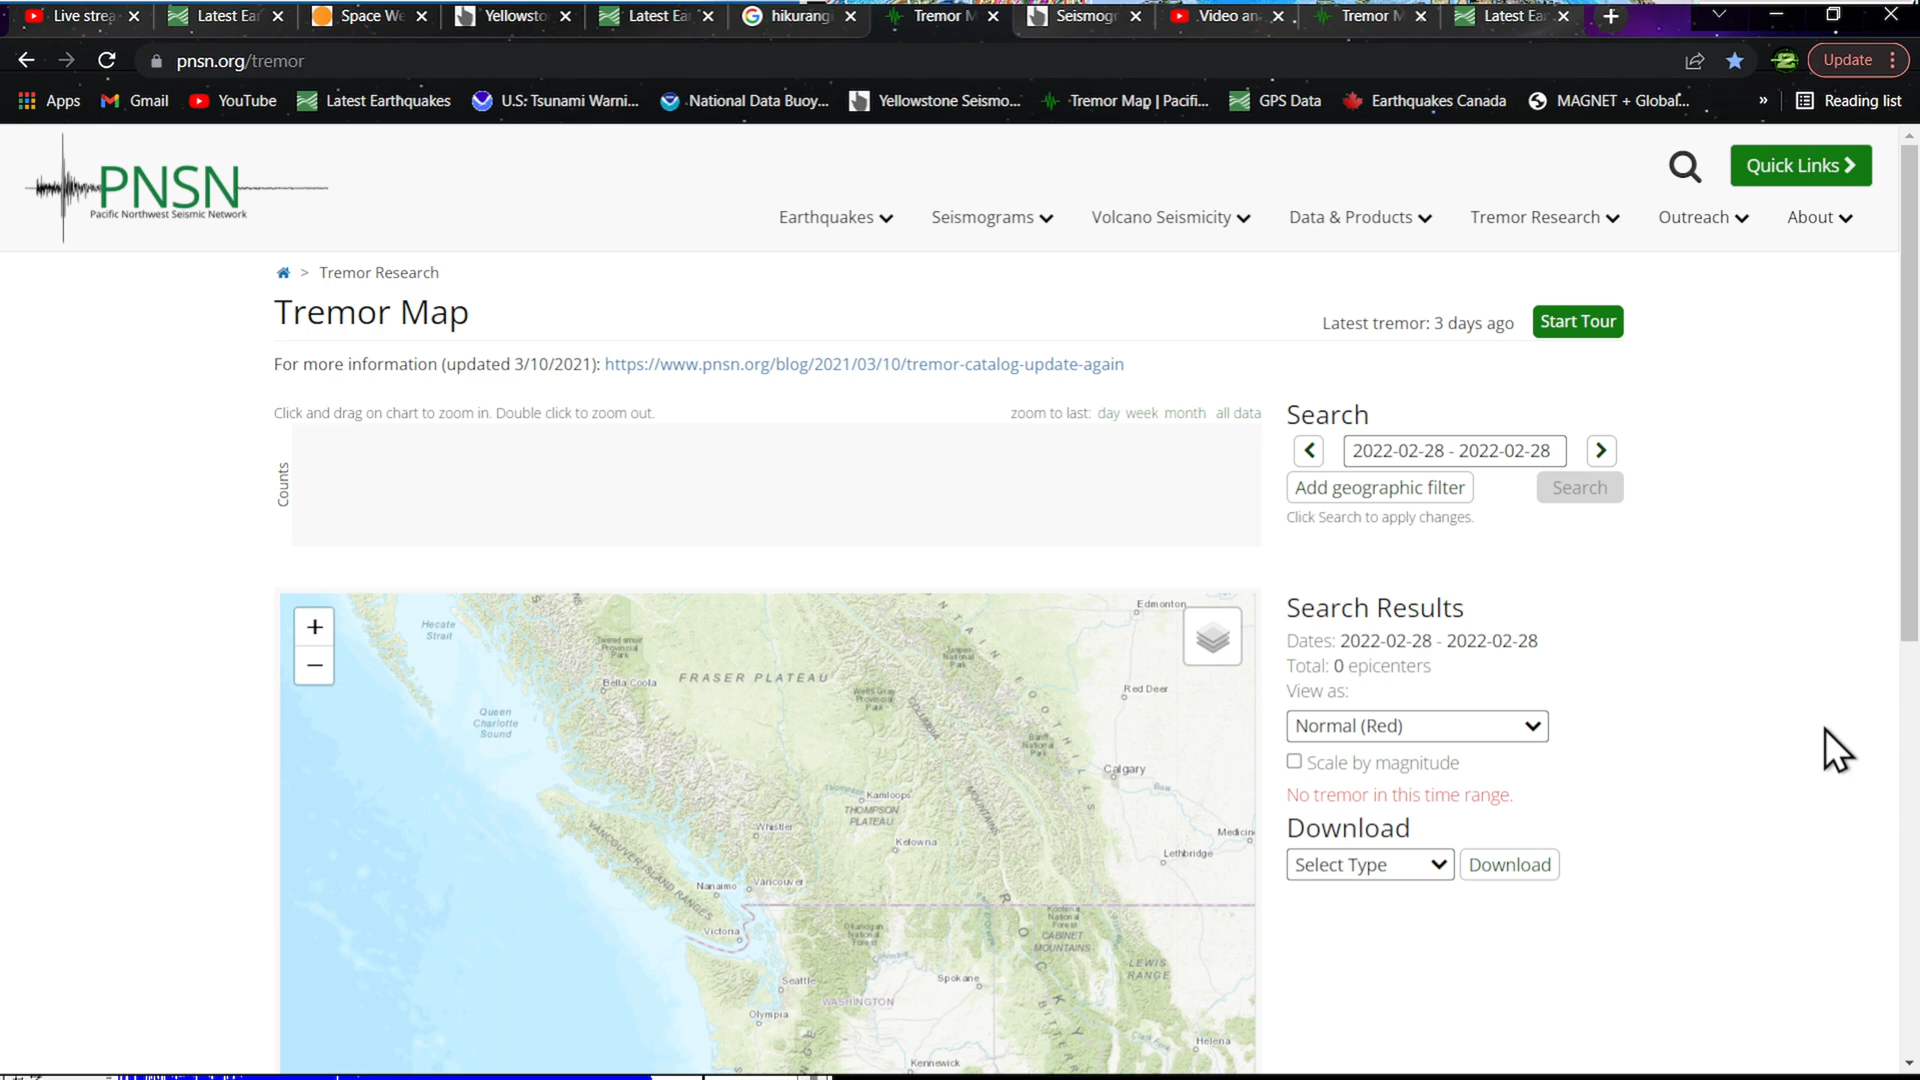 Live strea
Latest Ear
Space We
Yellowsto
Latest Ea
hikurang
Tremor M
Seismog
Video an
Tremor M
Latest Ear
pnsn.org/tremor
Update
Apps
Gmail
YouTube
Latest Earthquakes
U.S. Tsunami Warni...
National Data Buoy...
Yellowstone Seismo...
Tremor Map | Pacifi...
GPS Data
Earthquakes Canada
MAGNET + Global...
»
Reading list
PNSN
Pacific Northwest Seismic Network
Quick Links
Earthquakes
Seismograms
Volcano Seismicity
Data & Products
Tremor Research
Outreach
About
> Tremor Research
Tremor Map
Latest tremor: 3 days ago
Start Tour
For more information (updated 3/10/2021): https://www.pnsn.org/blog/2021/03/10/tremor-catalog-update-again
Click and drag on chart to zoom in. Double click to zoom out.
zoom to last: day week month all data
Counts
Search
2022-02-28 - 2022-02-28
Add geographic filter
Search
Click Search to apply changes.
Search Results
Dates: 2022-02-28 - 2022-02-28
Total: 0 epicenters
View as:
Normal (Red)
Scale by magnitude
No tremor in this time range.
Download
Select Type
Download
+
−
Hecate
Strait
Edmonton
Bella Coola
FRASER PLATEAU
Red Deer
Queen
Charlotte
Sound
Calgary
Kamloops
THOMPSON
PLATEAU
Whistler
Kelowna
Medicin
Lethbridge
VANCOUVER ISLAND RANGES
Nanaimo
Vancouver
COLUMBIA
MOUNTAINS
Victoria
CABINET
MOUNTAINS
LEWIS
RANGE
Spokane
Seattle
WASHINGTON
Olympia
Helena
Kennewick